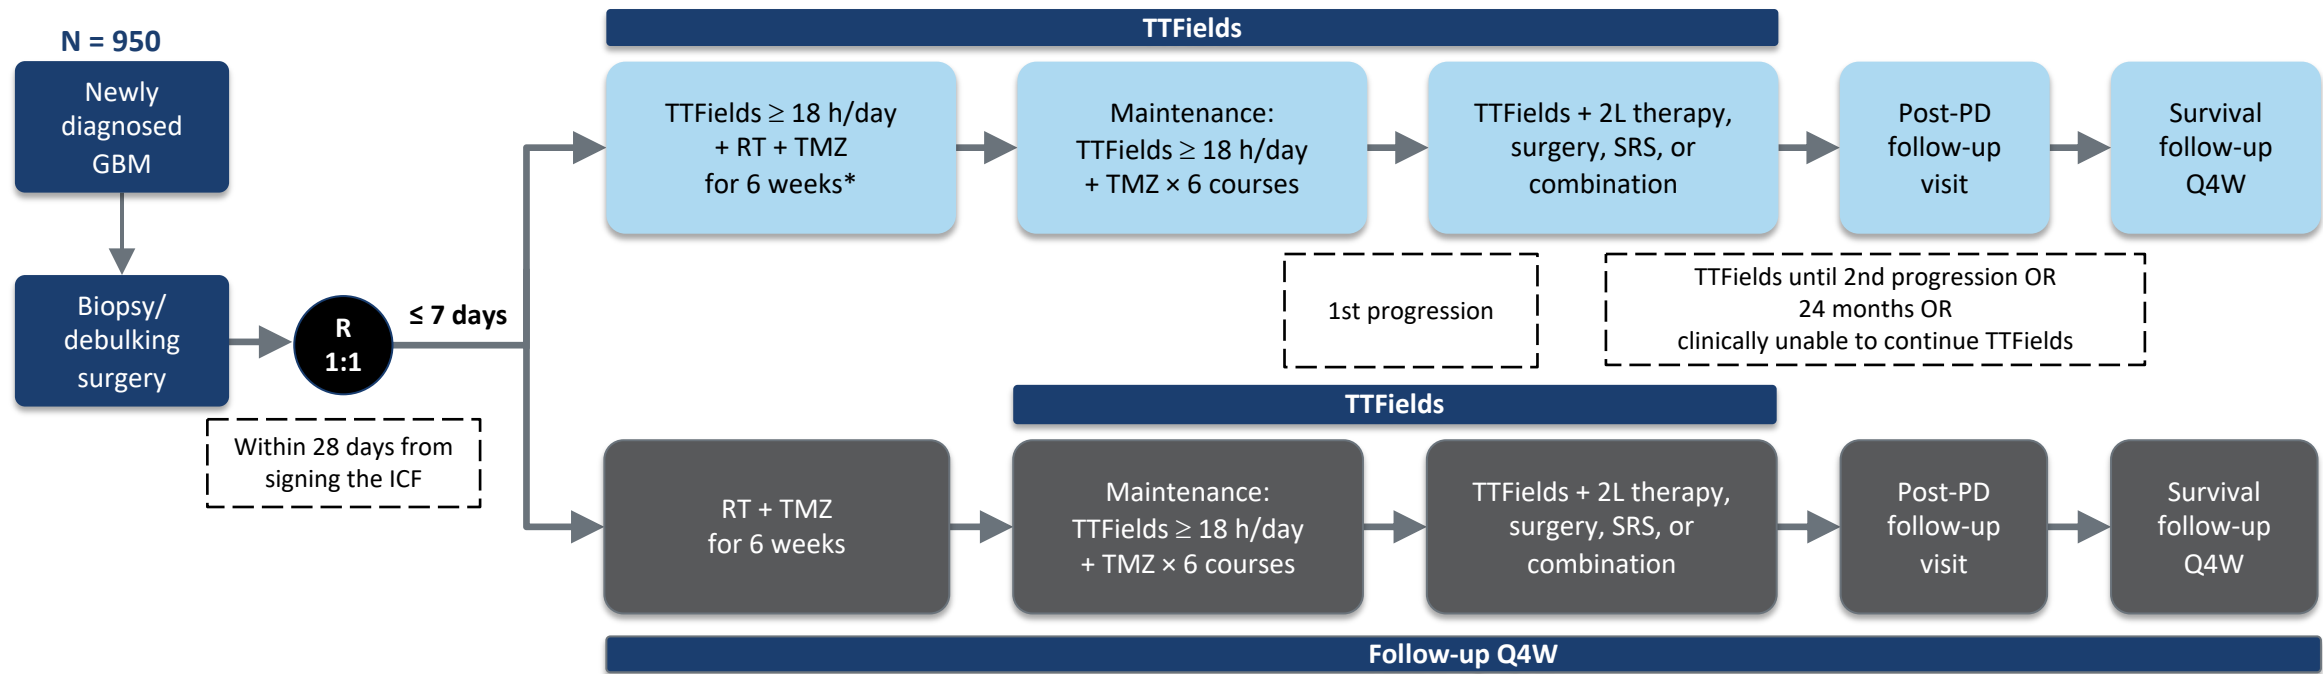 N = 950
Newly
diagnosed
GBM
Biopsy/
debulking
surgery
R
1:1
≤ 7 days
Within 28 days from
signing the ICF
TTFields
TTFields ≥ 18 h/day
+ RT + TMZ
for 6 weeks*
Maintenance:
TTFields ≥ 18 h/day
+ TMZ × 6 courses
TTFields + 2L therapy,
surgery, SRS, or
combination
Post-PD
follow-up
visit
Survival
follow-up
Q4W
1st progression
TTFields until 2nd progression OR
24 months OR
clinically unable to continue TTFields
TTFields
RT + TMZ
for 6 weeks
Maintenance:
TTFields ≥ 18 h/day
+ TMZ × 6 courses
TTFields + 2L therapy,
surgery, SRS, or
combination
Post-PD
follow-up
visit
Survival
follow-up
Q4W
Follow-up Q4W